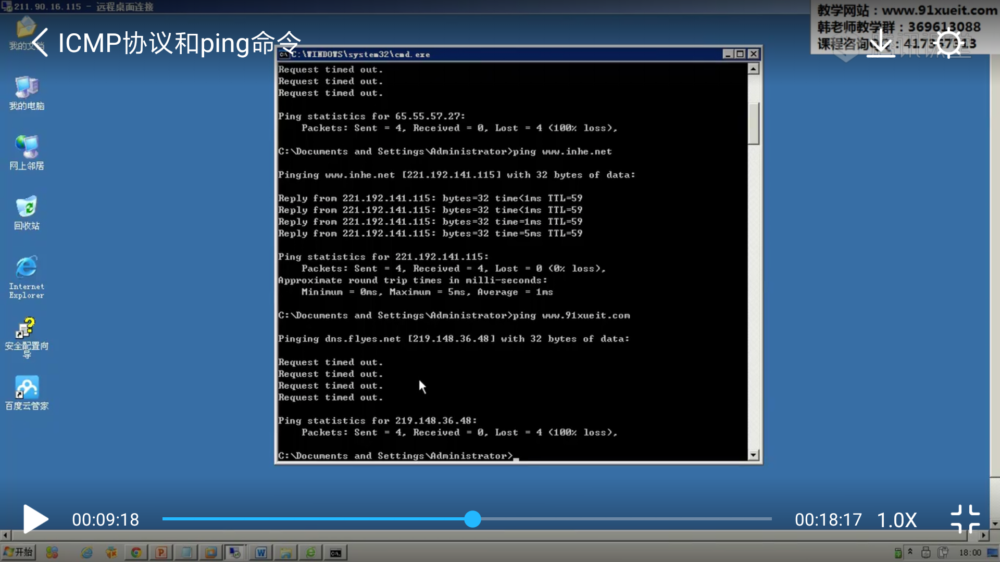 211.90.16.115 - 远程桌面连接
教学网站：www.91xueit.com
韩老师教学群：369613088
课程咨询
腾讯课堂
ICMP协议和ping命令
我的文档
我的电脑
网上邻居
回收站
Internet
Explorer
安全配置向
导
百度云管家
C:\WINDOWS\system32\cmd.exe
Request timed out.
Request timed out.
Request timed out.
Ping statistics for 65.55.57.27:
Packets: Sent = 4, Received = 0, Lost = 4 (100% loss),
C:\Documents and Settings\Administrator>ping www.inhe.net
Pinging www.inhe.net [221.192.141.115] with 32 bytes of data:
Reply from 221.192.141.115: bytes=32 time<1ms TTL=59
Reply from 221.192.141.115: bytes=32 time<1ms TTL=59
Reply from 221.192.141.115: bytes=32 time=1ms TTL=59
Reply from 221.192.141.115: bytes=32 time=5ms TTL=59
Ping statistics for 221.192.141.115:
Packets: Sent = 4, Received = 4, Lost = 0 (0% loss),
Approximate round trip times in milli-seconds:
Minimum = 0ms, Maximum = 5ms, Average = 1ms
C:\Documents and Settings\Administrator>ping www.91xueit.com
Pinging dns.flyes.net [219.148.36.48] with 32 bytes of data:
Request timed out.
Request timed out.
Request timed out.
Request timed out.
Ping statistics for 219.148.36.48:
Packets: Sent = 4, Received = 0, Lost = 4 (100% loss),
C:\Documents and Settings\Administrator>
00:09:18
00:18:17
1.0X
开始
18:00